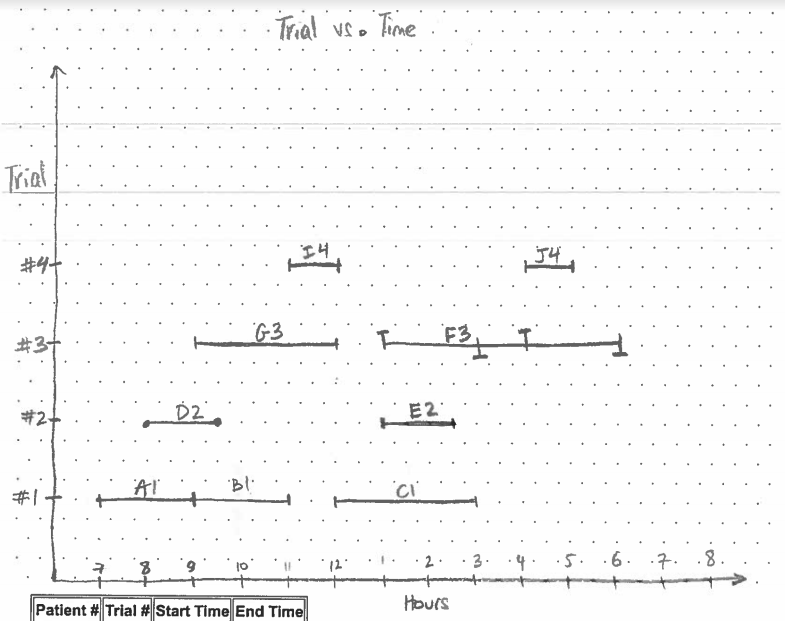 Trial vs. Time
Trial
I4 J4
#4
G3 F3
#3
D2 E2
#2
A1 B1 C1
#1
7 8 9 10 11 12 1 2 3 4 5 6 7 8
Hours
Patient # Trial # Start Time End Time